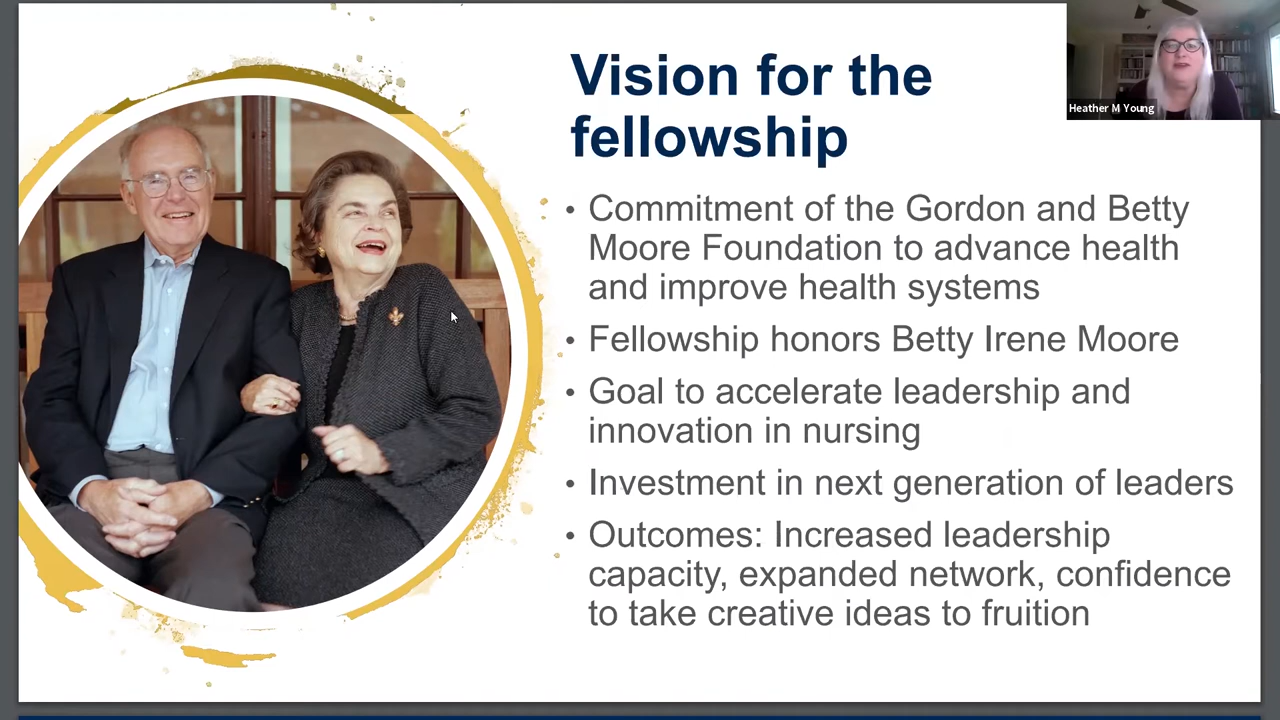 Vision for the
fellowship
Heather M Young
• Commitment of the Gordon and Betty
Moore Foundation to advance health
and improve health systems
• Fellowship honors Betty Irene Moore
• Goal to accelerate leadership and
innovation in nursing
• Investment in next generation of leaders
• Outcomes: Increased leadership
capacity, expanded network, confidence
to take creative ideas to fruition